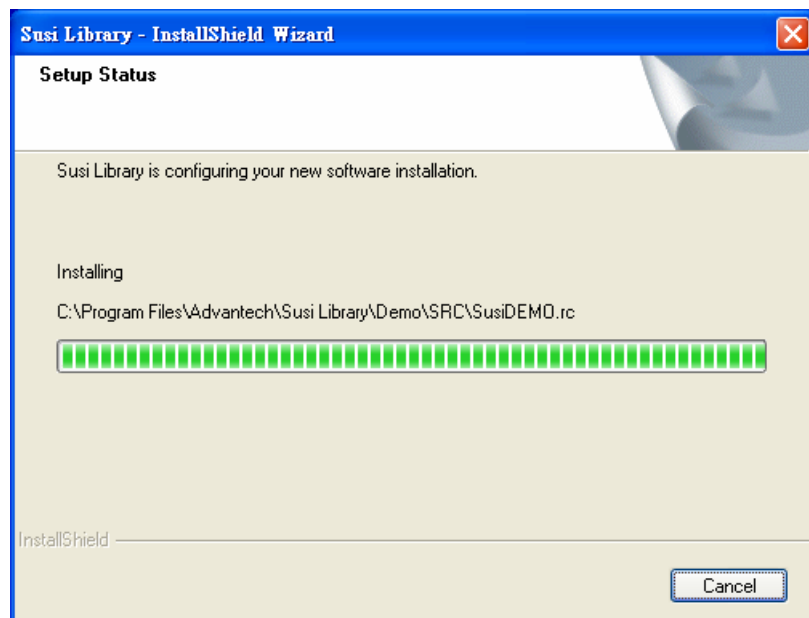 Susi Library - InstallShield Wizard
Setup Status
Susi Library is configuring your new software installation.
Installing
C:\Program Files\Advantech\Susi Library\Demo\SRC\SusiDEMO.rc
InstallShield
Cancel